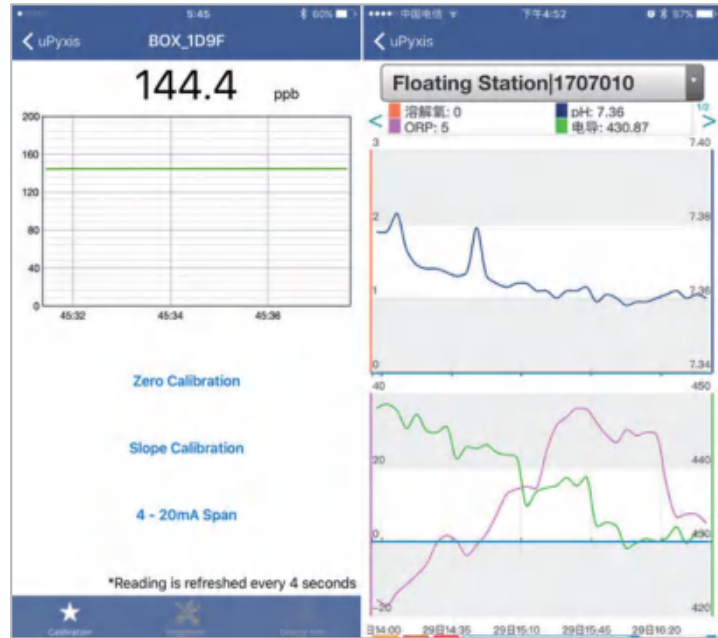 5:45
60%
uPyxis
BOX_1D9F
144.4
ppb
200
160
120
80
40
0
45:32
45:34
45:36
Zero Calibration
Slope Calibration
4 - 20mA Span
*Reading is refreshed every 4 seconds
Calibration
中国电信
下午4:52
57%
uPyxis
Floating Station|1707010
溶解氧: 0
pH: 7.36
1/2
<
ORP: 5
电导: 430.87
>
3
7.40
2
7.38
1
7.36
0
7.34
40
450
20
440
0
430
-20
420
日14:00
29日14:35
29日15:10
29日15:45
29日16:20